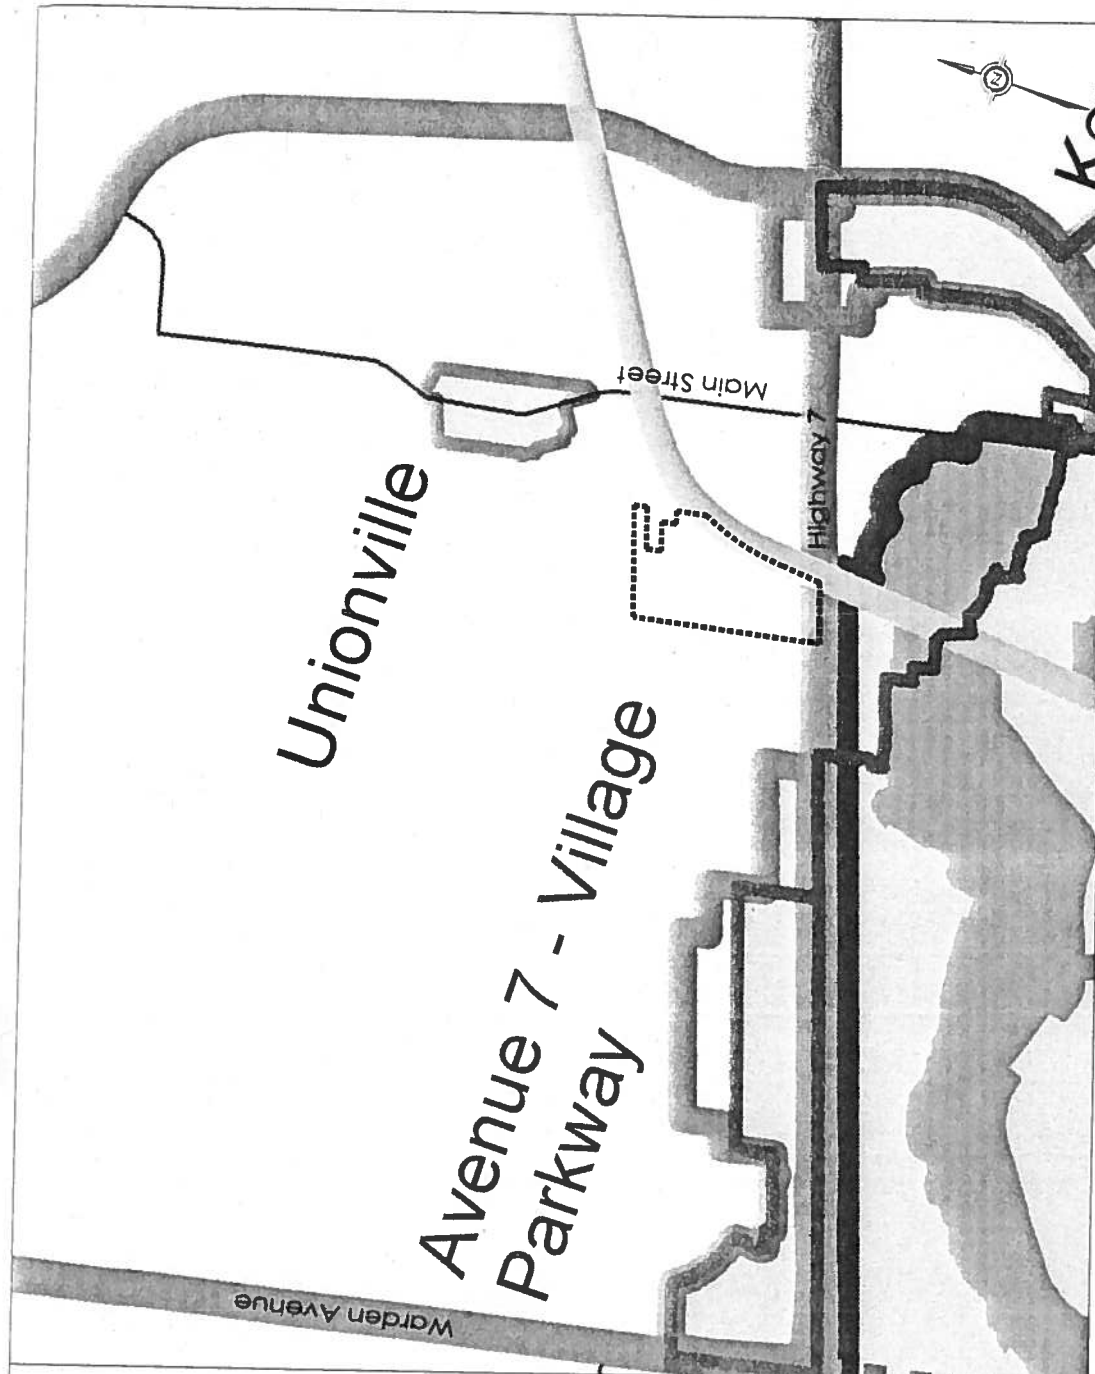 Unionville
Avenue 7 - Village
Parkway
Main Street
Highway 7
Warden Avenue
N